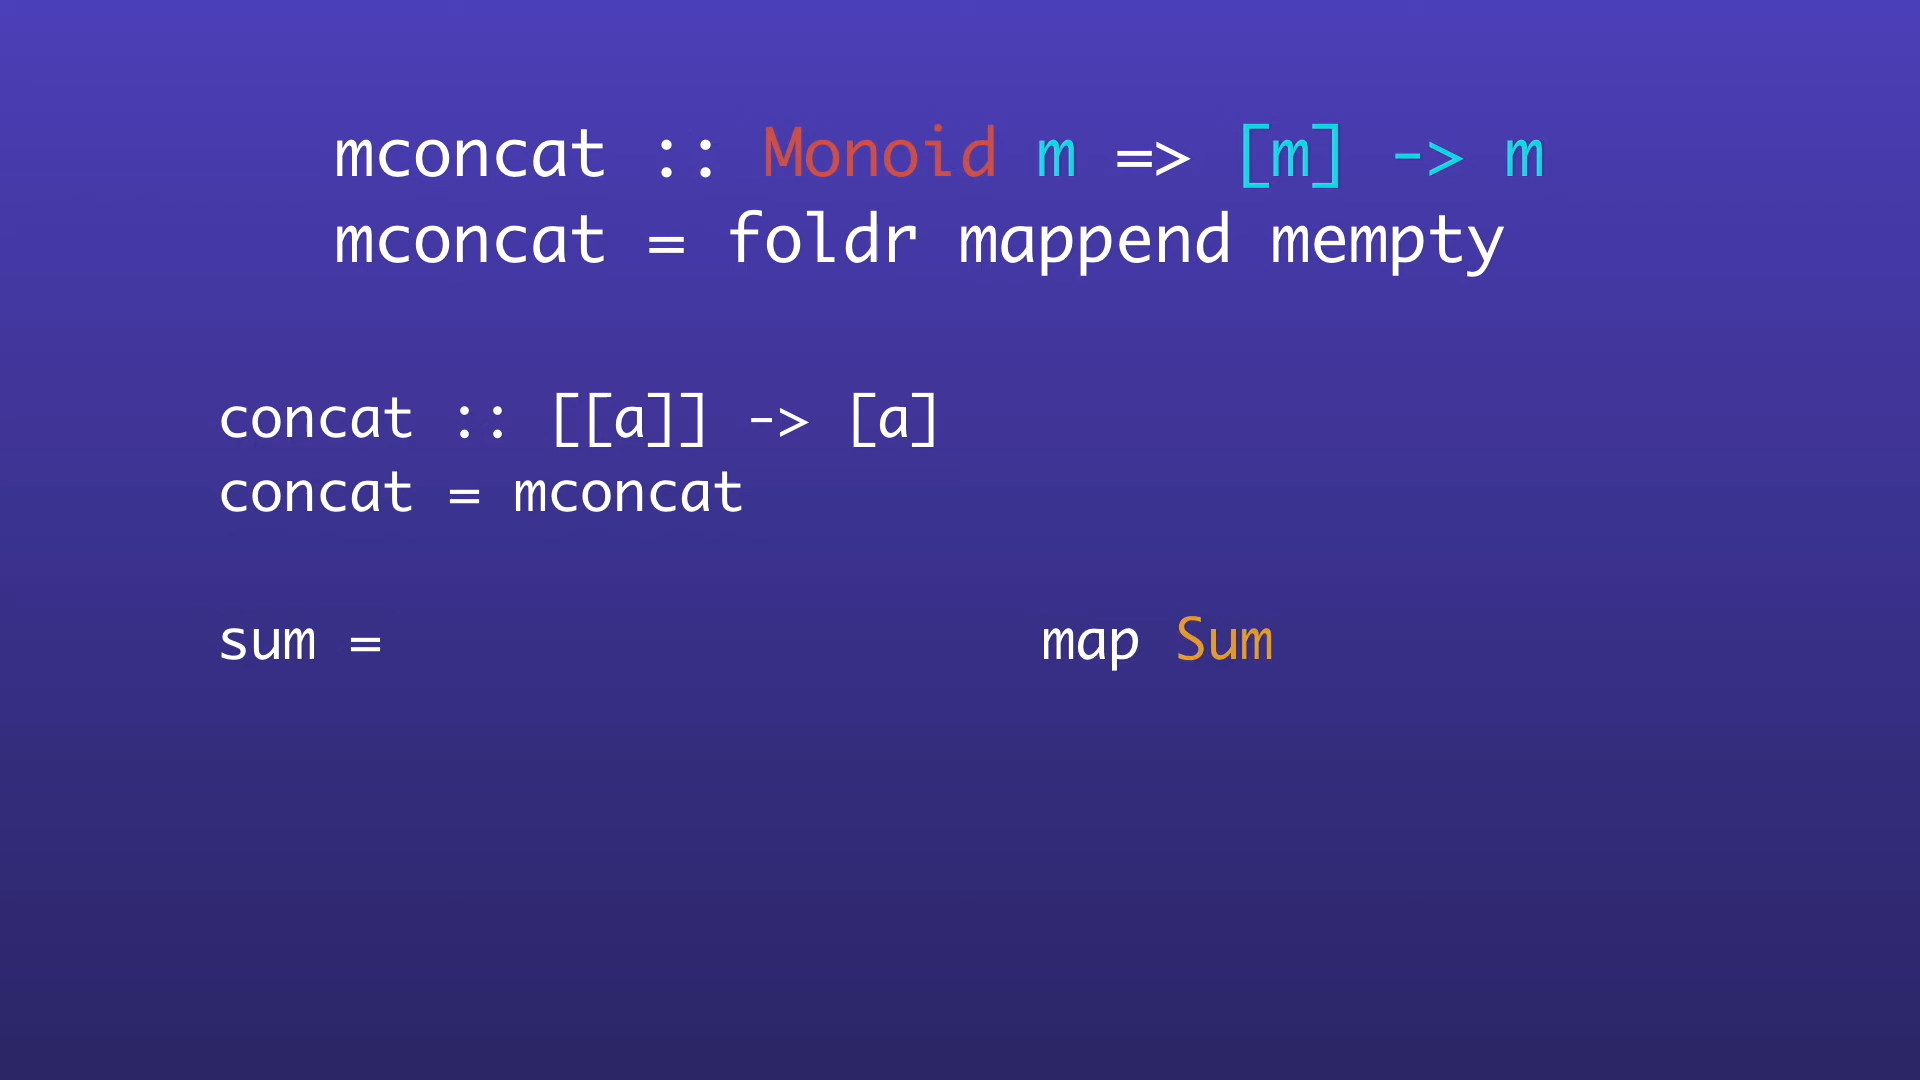 mconcat :: Monoid m => [m] -> m
mconcat = foldr mappend mempty
concat :: [[a]] -> [a]
concat = mconcat
sum = map Sum